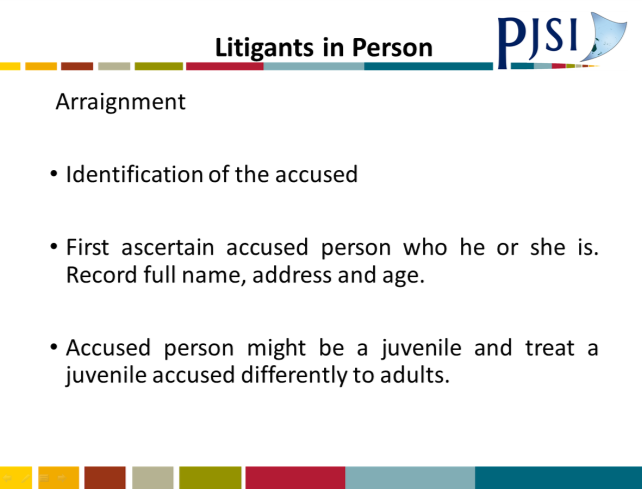 Litigants in Person
PJSI
Arraignment
• Identification of the accused
• First ascertain accused person who he or she is.
Record full name, address and age.
• Accused person might be a juvenile and treat a
juvenile accused differently to adults.